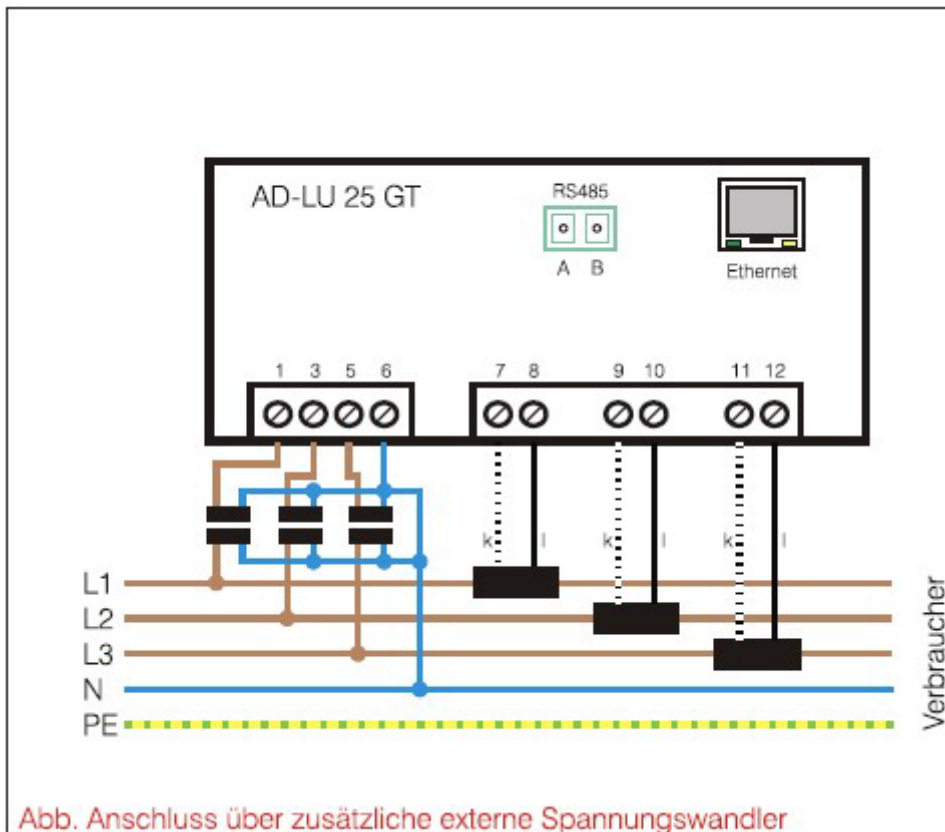 AD-LU 25 GT
RS485
A B
Ethernet
1 3 5 6 7 8 9 10 11 12
k l k l k l
L1
L2
L3
N
PE
Verbraucher
Abb. Anschluss über zusätzliche externe Spannungswandler